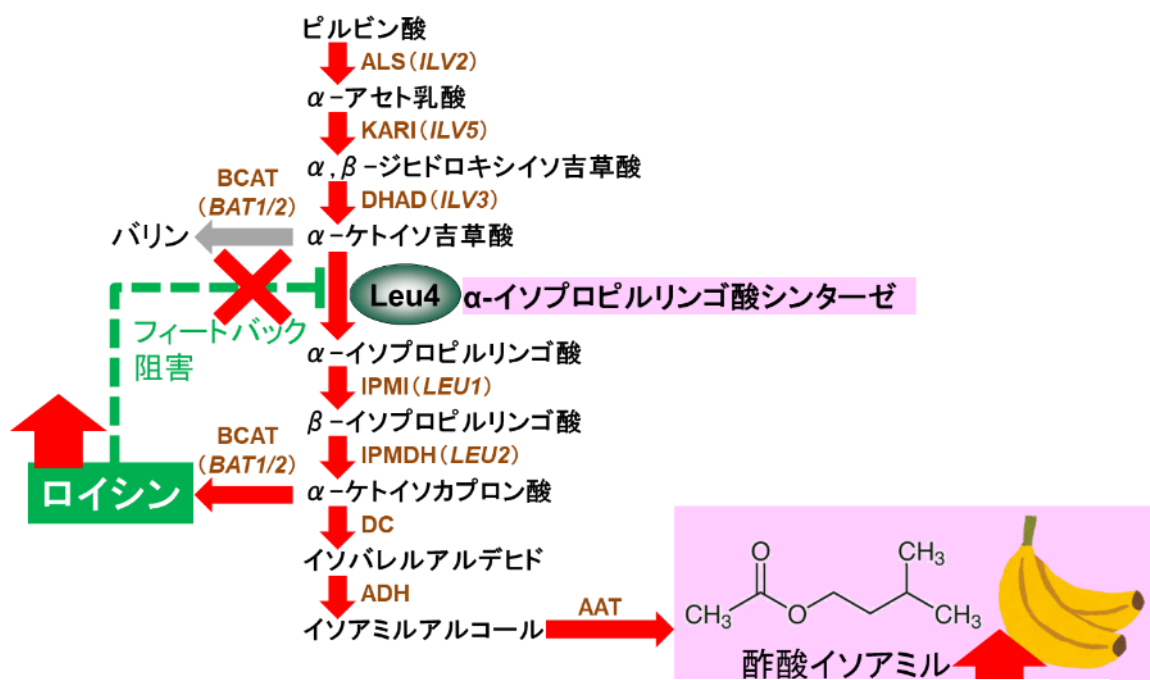 ピルビン酸
ALS(ILV2)
α-アセト乳酸
KARI(ILV5)
α,β-ジヒドロキシイソ吉草酸
BCAT
(BAT1/2)
DHAD(ILV3)
バリン
α-ケトイソ吉草酸
Leu4
α-イソプロピルリンゴ酸シンターゼ
フィードバック
阻害
α-イソプロピルリンゴ酸
IPMI(LEU1)
β-イソプロピルリンゴ酸
BCAT
(BAT1/2)
IPMDH(LEU2)
ロイシン
α-ケトイソカプロン酸
DC
イソバレルアルデヒド
ADH
イソアミルアルコール
AAT
O
CH3
CH3
O
CH3
酢酸イソアミル